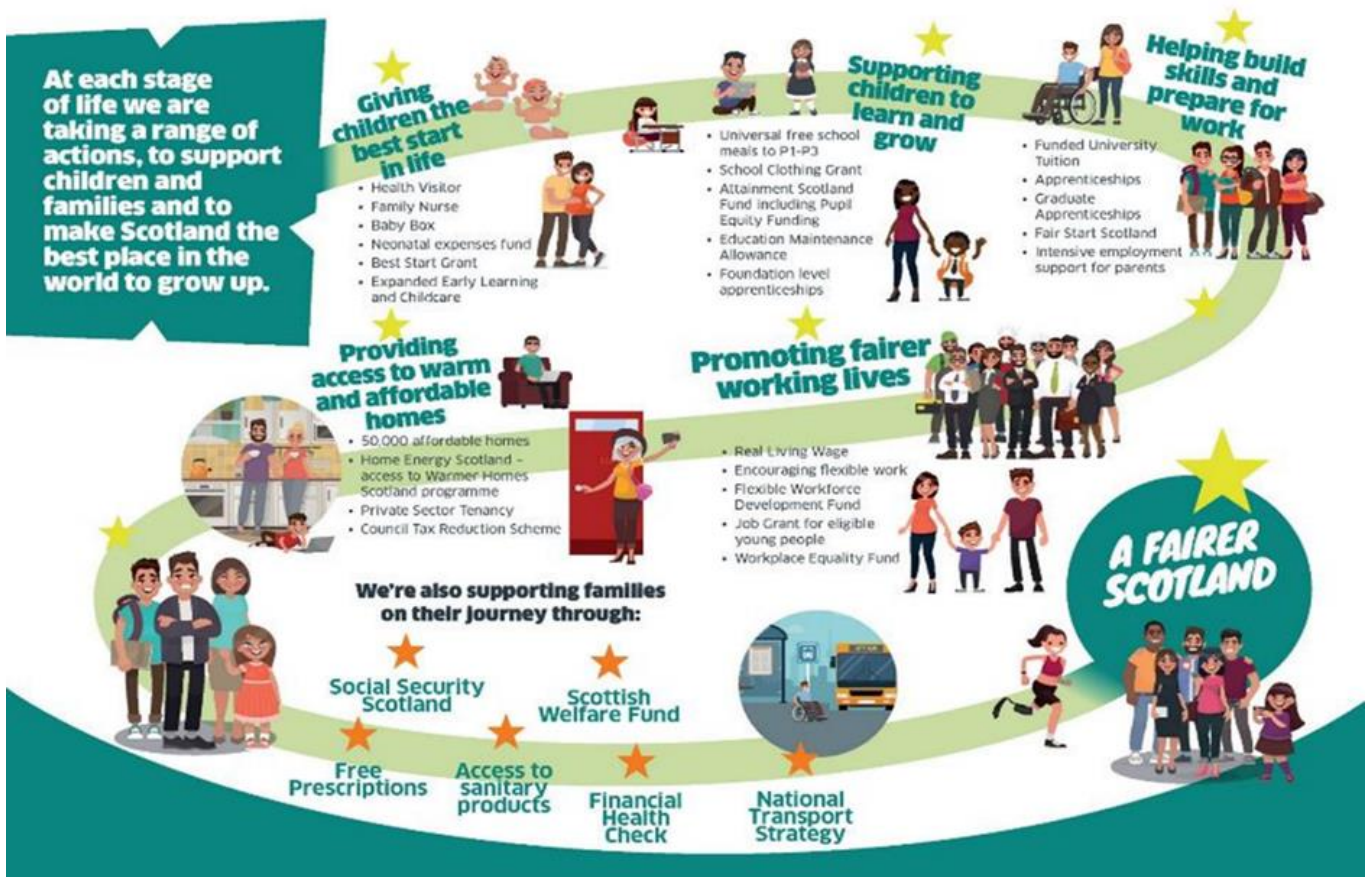 At each stage
of life we are
taking a range of
actions, to support
children and
families and to
make Scotland the
best place in the
world to grow up.
Giving
children the
best start
in life
• Health Visitor
• Family Nurse
• Baby Box
• Neonatal expenses fund
• Best Start Grant
• Expanded Early Learning
and Childcare
Supporting
children to
learn and
grow
• Universal free school
meals to P1-P3
• School Clothing Grant
• Attainment Scotland
Fund including Pupil
Equity Funding
• Education Maintenance
Allowance
• Foundation level
apprenticeships
Helping build
skills and
prepare for
work
• Funded University
Tuition
• Apprenticeships
• Graduate
Apprenticeships
• Fair Start Scotland
• Intensive employment
support for parents
Providing
access to warm
and affordable
homes
• 50,000 affordable homes
• Home Energy Scotland –
access to Warmer Homes
Scotland programme
• Private Sector Tenancy
• Council Tax Reduction Scheme
Promoting fairer
working lives
• Real Living Wage
• Encouraging flexible work
• Flexible Workforce
Development Fund
• Job Grant for eligible
young people
• Workplace Equality Fund
A FAIRER
SCOTLAND
We're also supporting families
on their journey through:
Social Security
Scotland
Scottish
Welfare Fund
Free
Prescriptions
Access to
sanitary
products
Financial
Health
Check
National
Transport
Strategy